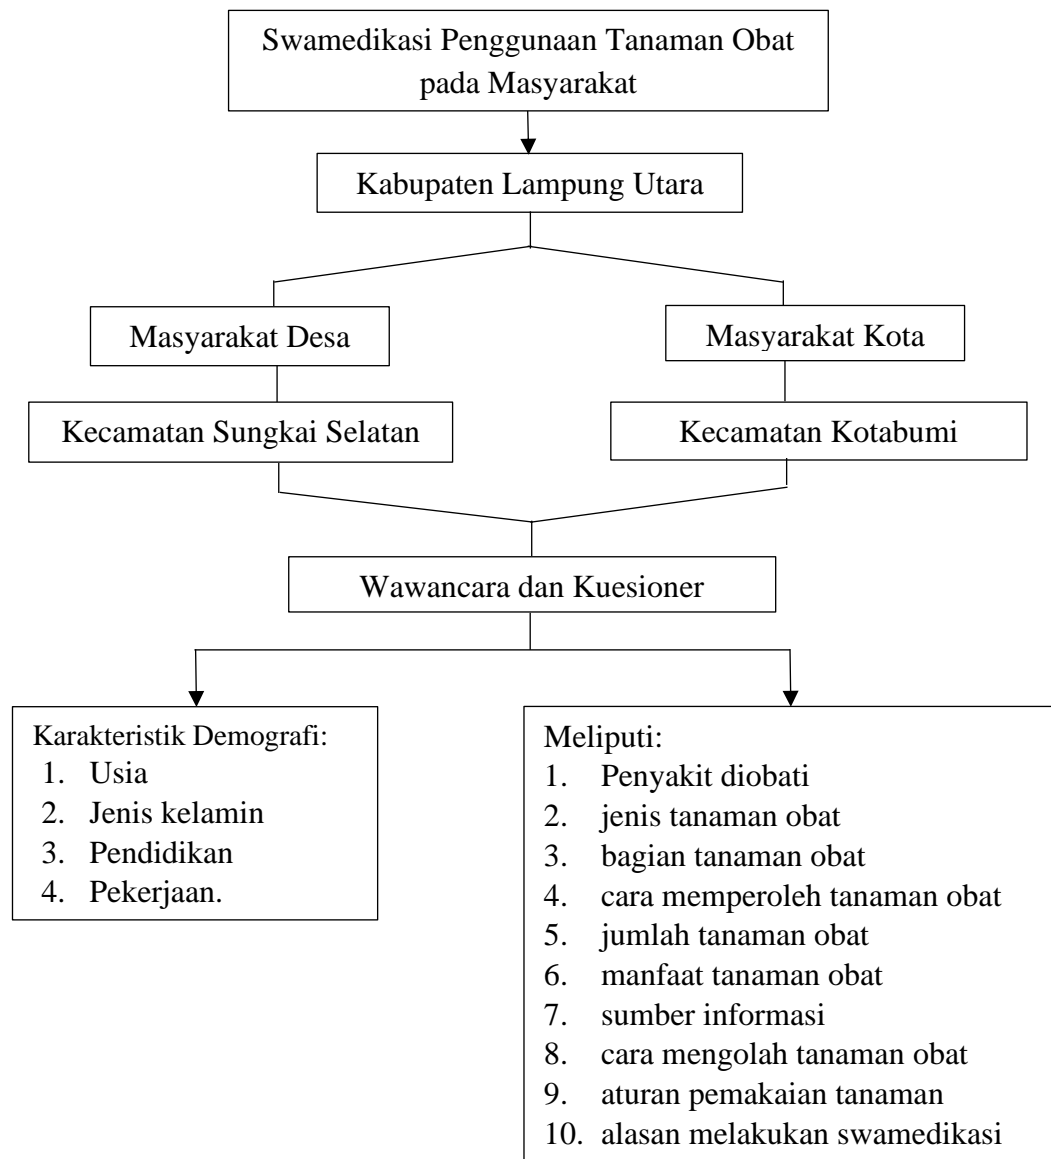 Swamedikasi Penggunaan Tanaman Obat
pada Masyarakat
Kabupaten Lampung Utara
Masyarakat Desa
Masyarakat Kota
Kecamatan Sungkai Selatan
Kecamatan Kotabumi
Wawancara dan Kuesioner
Karakteristik Demografi:
1. Usia
2. Jenis kelamin
3. Pendidikan
4. Pekerjaan.
Meliputi:
1. Penyakit diobati
2. jenis tanaman obat
3. bagian tanaman obat
4. cara memperoleh tanaman obat
5. jumlah tanaman obat
6. manfaat tanaman obat
7. sumber informasi
8. cara mengolah tanaman obat
9. aturan pemakaian tanaman
10. alasan melakukan swamedikasi